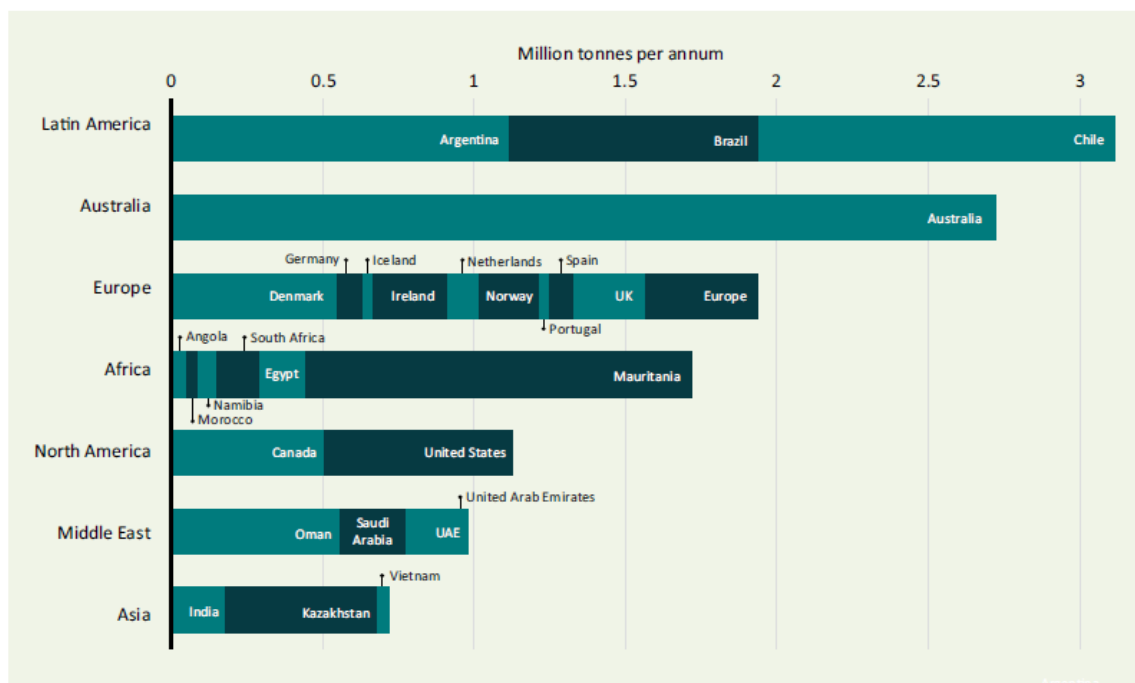 Million tonnes per annum
0 0.5 1 1.5 2 2.5 3
Latin America
Argentina Brazil Chile
Australia
Australia
Germany Iceland Netherlands Spain
Europe
Denmark Ireland Norway UK Europe
Portugal
Angola South Africa
Africa
Egypt Mauritania
Namibia
Morocco
North America
Canada United States
United Arab Emirates
Middle East
Oman Saudi Arabia UAE
Vietnam
Asia
India Kazakhstan